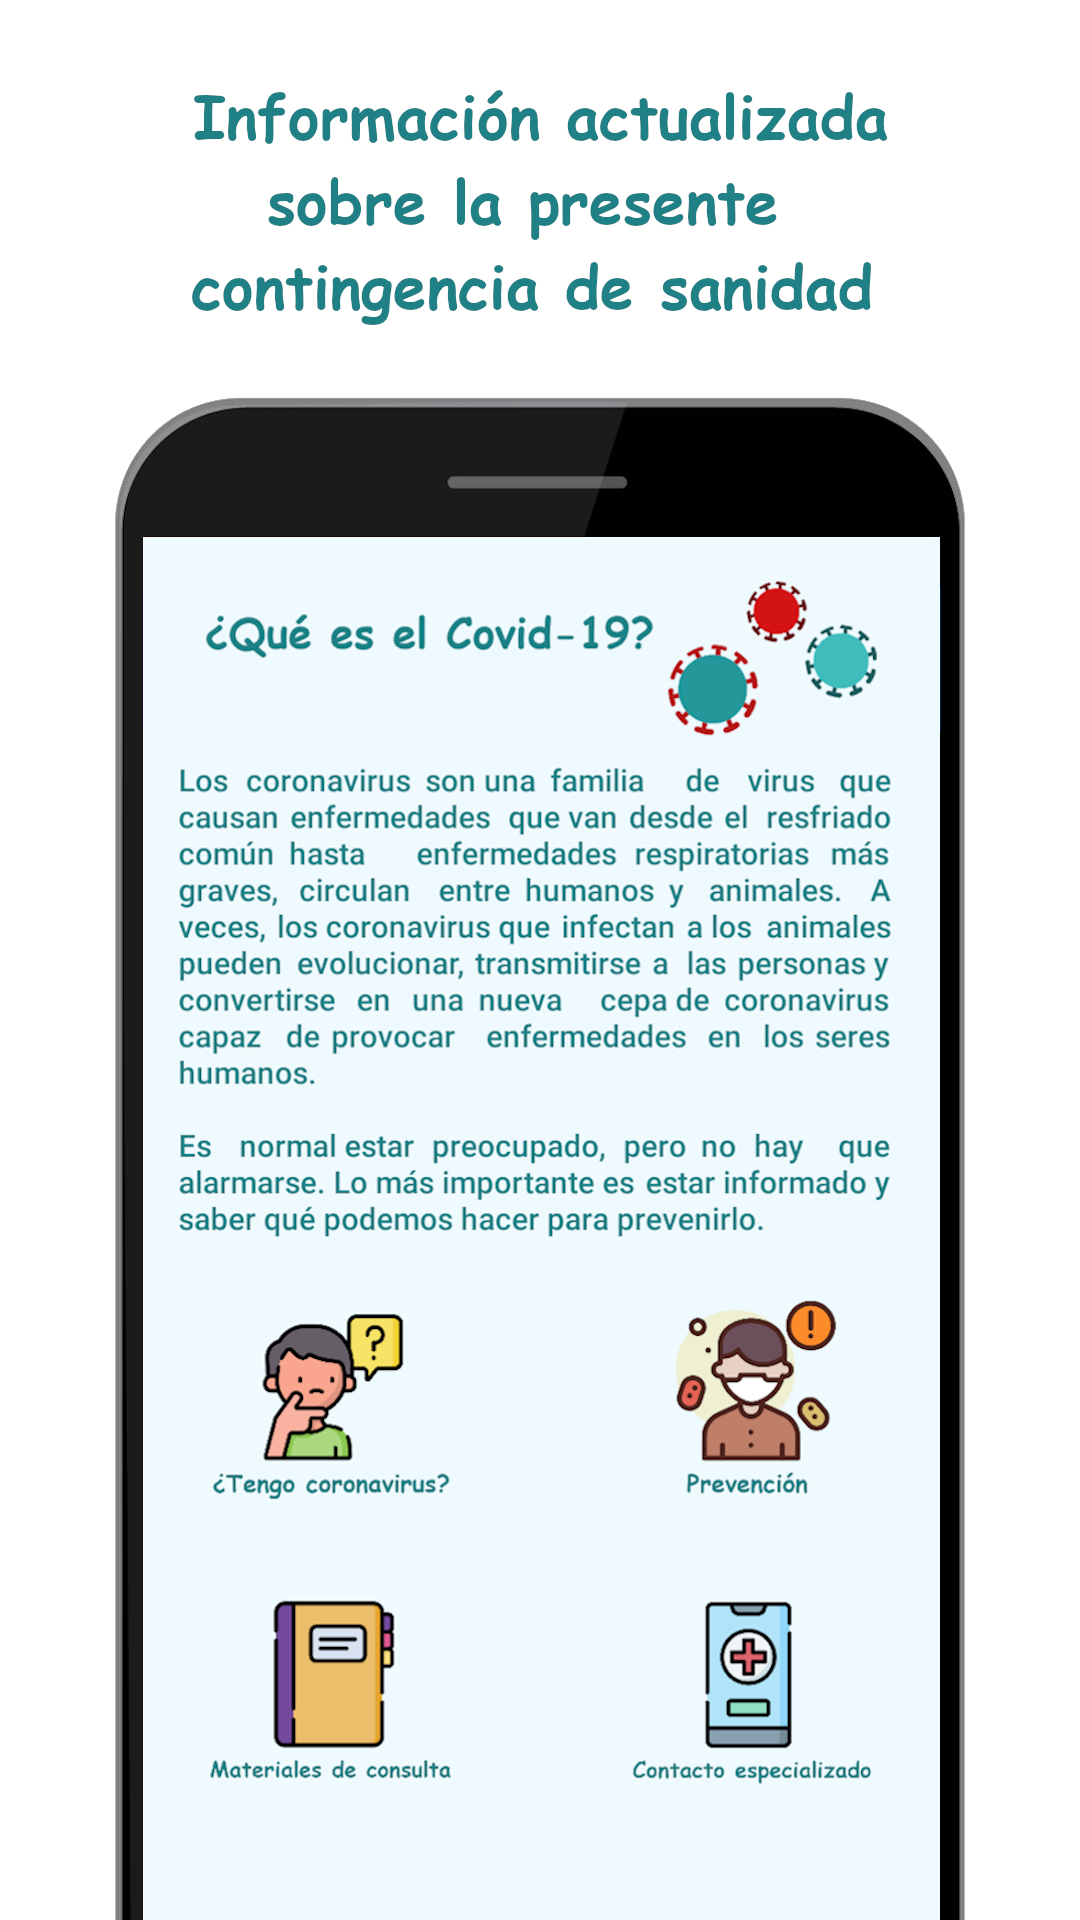 Información actualizada
sobre la presente
contingencia de sanidad
¿Qué es el Covid-19?
Los coronavirus son una familia de virus que
causan enfermedades que van desde el resfriado
común hasta enfermedades respiratorias más
graves, circulan entre humanos y animales. A
veces, los coronavirus que infectan a los animales
pueden evolucionar, transmitirse a las personas y
convertirse en una nueva cepa de coronavirus
capaz de provocar enfermedades en los seres
humanos.
Es normal estar preocupado, pero no hay que
alarmarse. Lo más importante es estar informado y
saber qué podemos hacer para prevenirlo.
?
!
¿Tengo coronavirus?
Prevención
Materiales de consulta
Contacto especializado